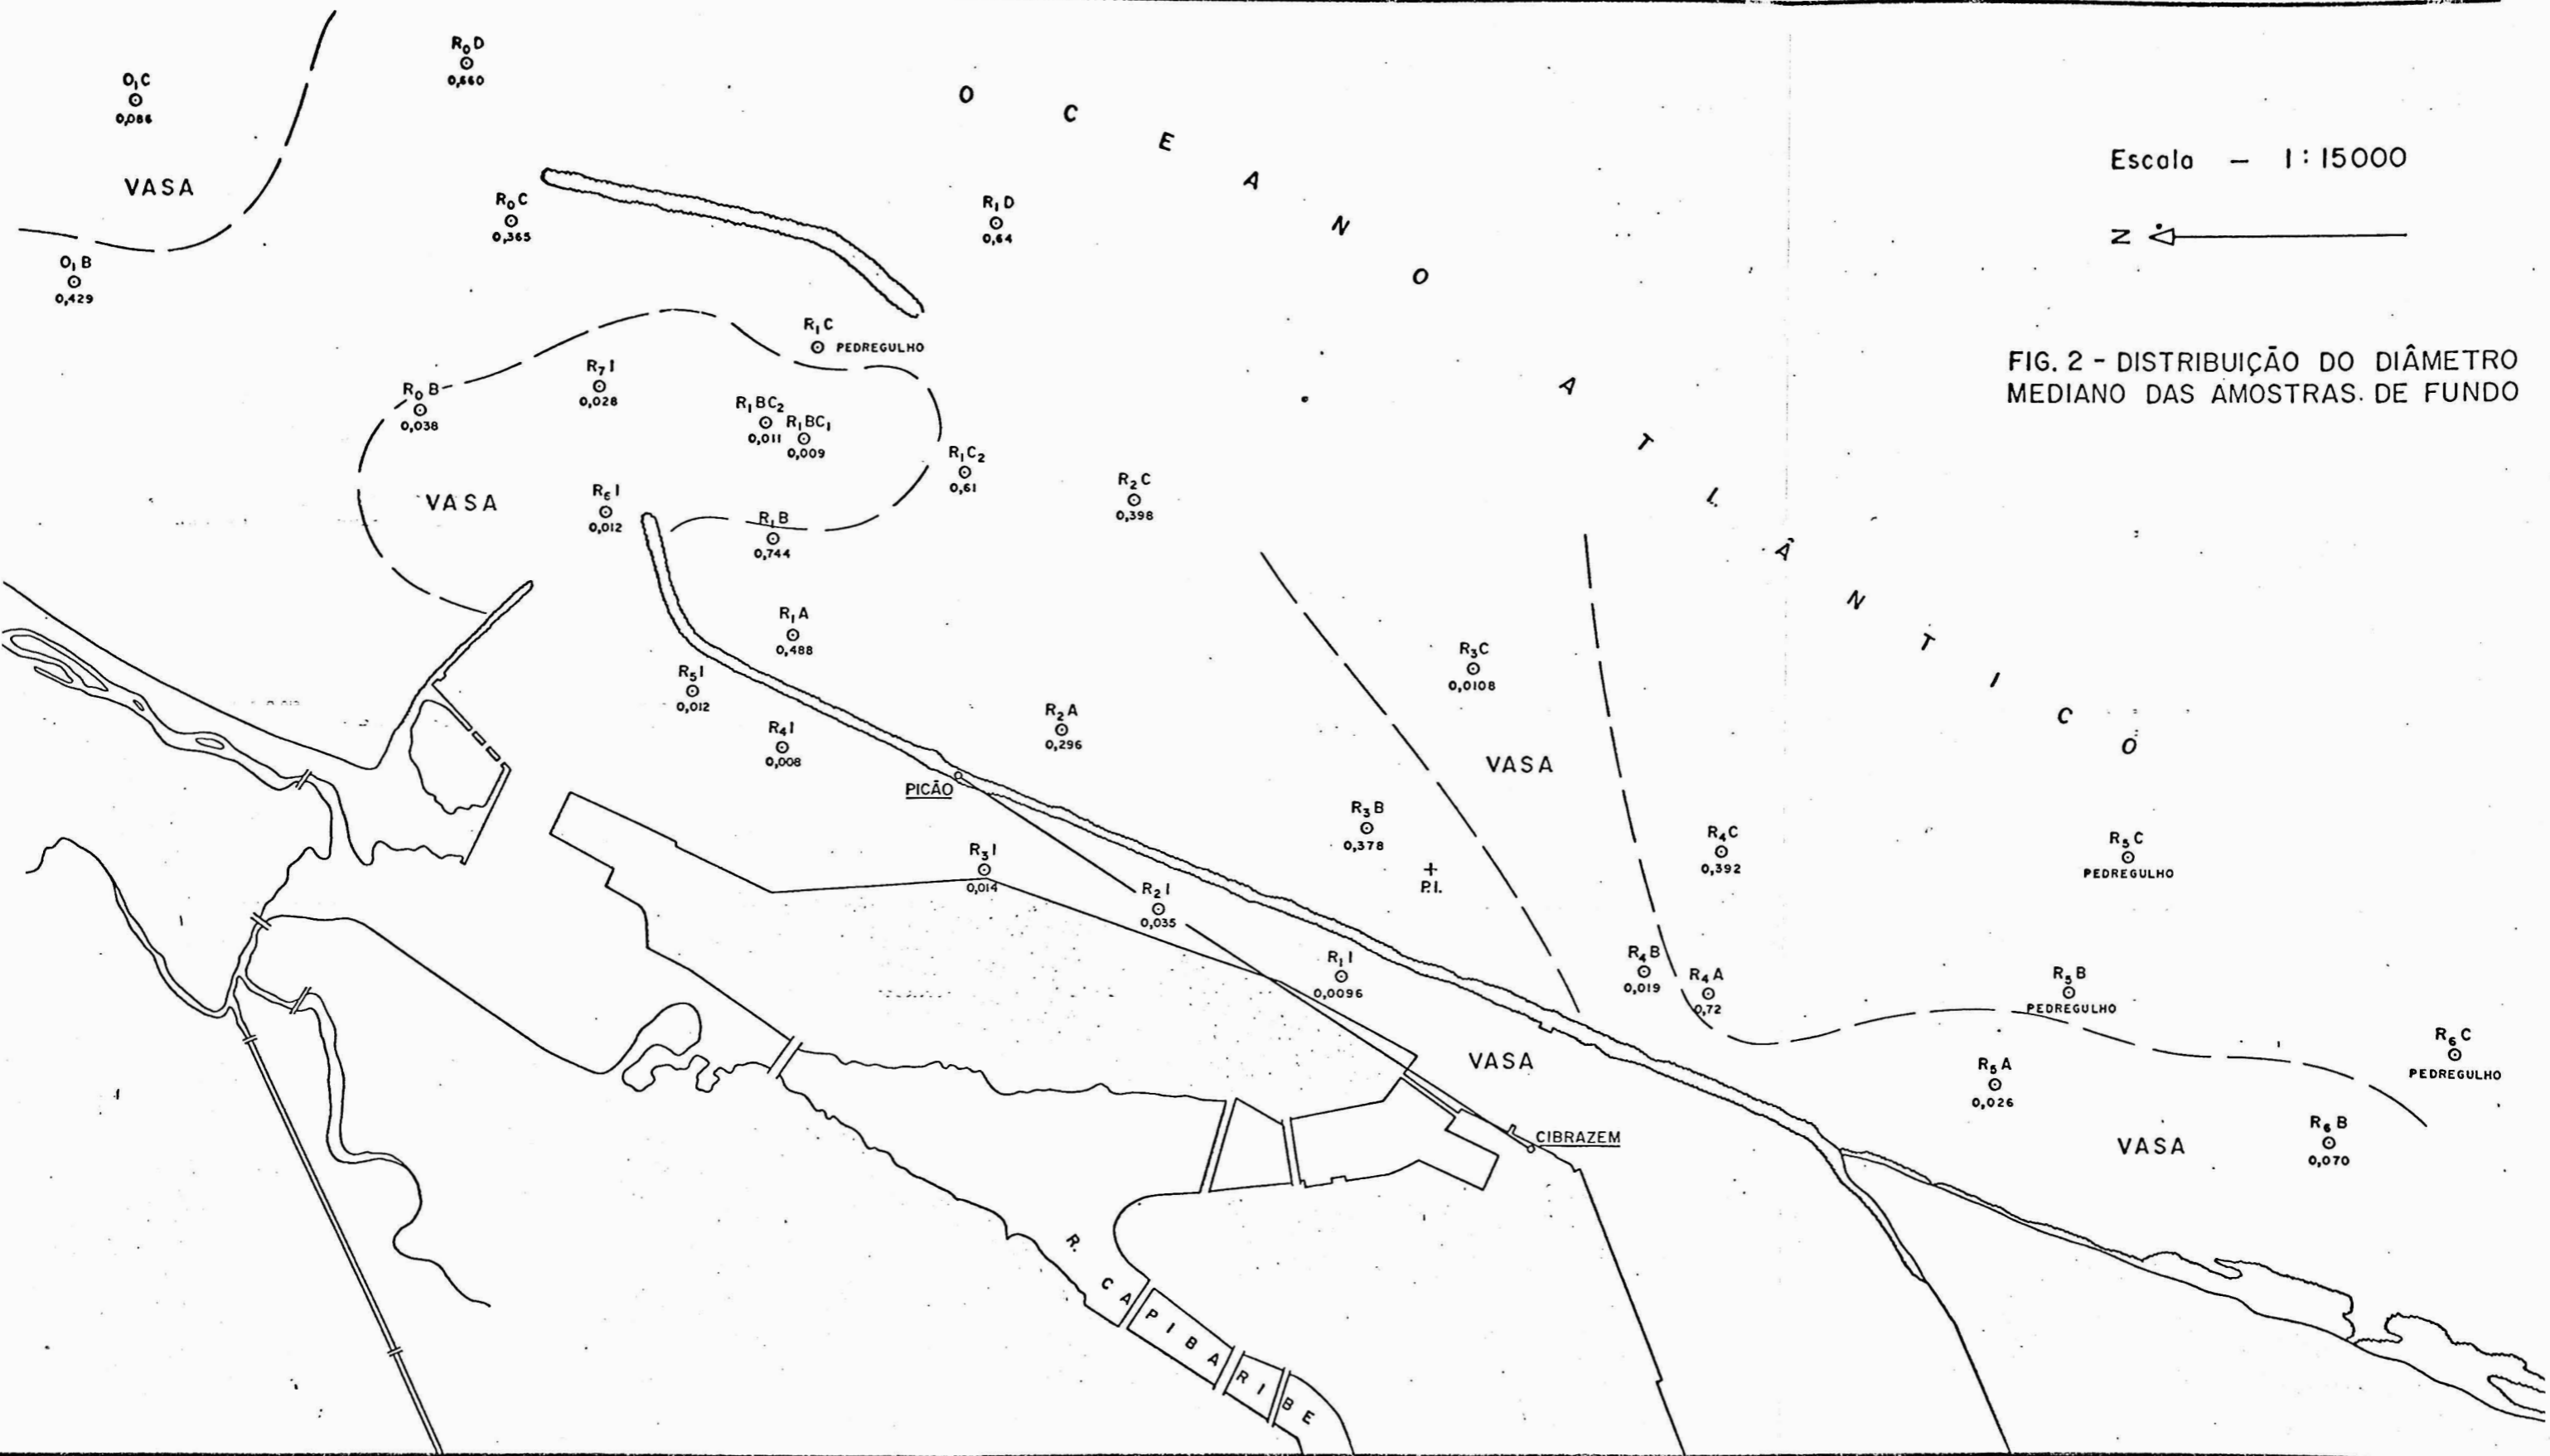 R₀D
0,660
O₁C
0,086
VASA
R₀C
0,365
O₁B
0,429
R₁D
0,64
OCEANO ATLÂNTICO
Escala - 1:15000
N
FIG. 2 - DISTRIBUIÇÃO DO DIÂMETRO
MEDIANO DAS AMOSTRAS DE FUNDO
R₁C
PEDREGULHO
R₇I
0,028
R₀B
0,038
R₁BC₂
0,011
R₁BC₁
0,009
R₁C₂
0,61
R₂C
0,398
VASA
R₆I
0,012
R₁B
0,744
R₁A
0,488
R₅I
0,012
R₄I
0,008
R₂A
0,296
PICÃO
R₃C
0,0108
VASA
R₃B
0,378
P.I.
R₄C
0,392
R₅C
PEDREGULHO
R₃I
0,014
R₂I
0,035
R₁I
0,0096
R₄B
0,019
R₄A
0,72
R₅B
PEDREGULHO
R₆C
PEDREGULHO
VASA
R₅A
0,026
CIBRAZEM
VASA
R₆B
0,070
R. CAPIBARIBE